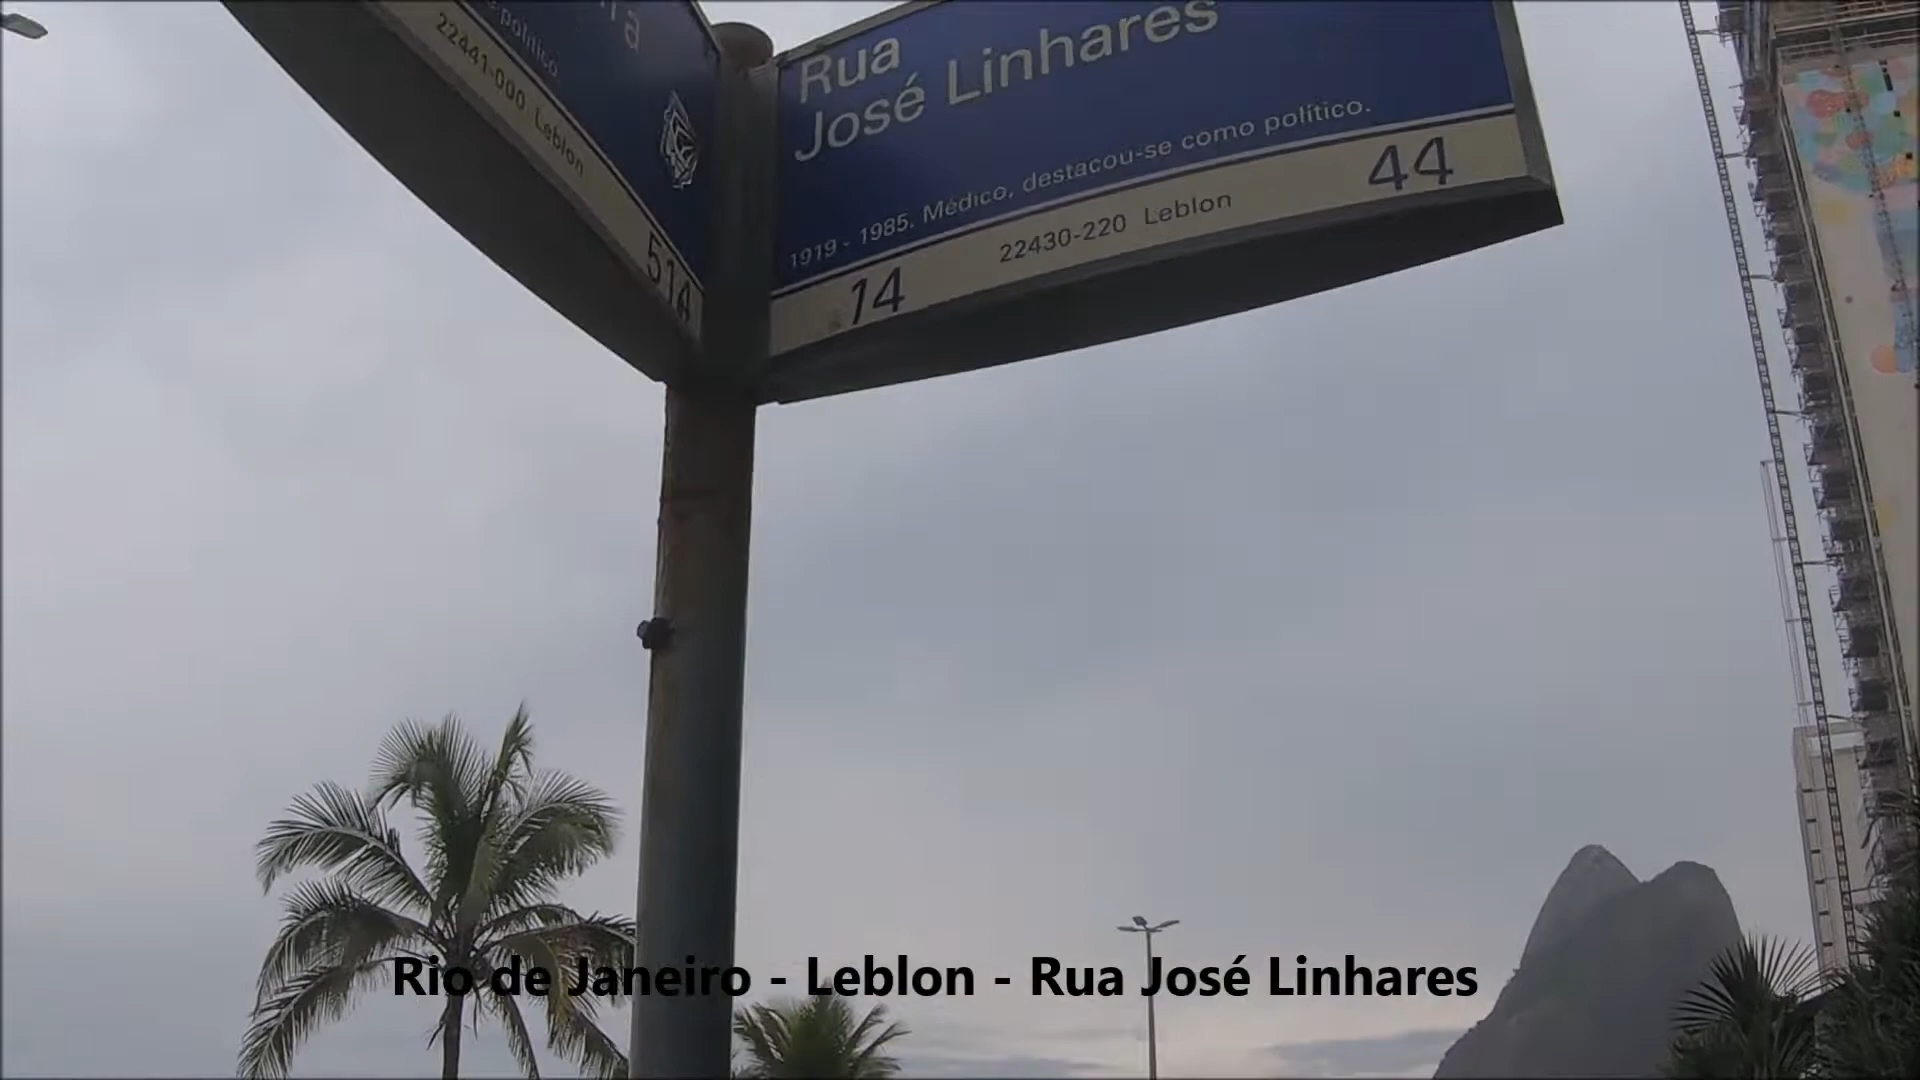 político
22441-000 Leblon
514
Rua
José Linhares
1919 - 1985. Médico, destacou-se como político.
14 22430-220 Leblon 44
Rio de Janeiro - Leblon - Rua José Linhares